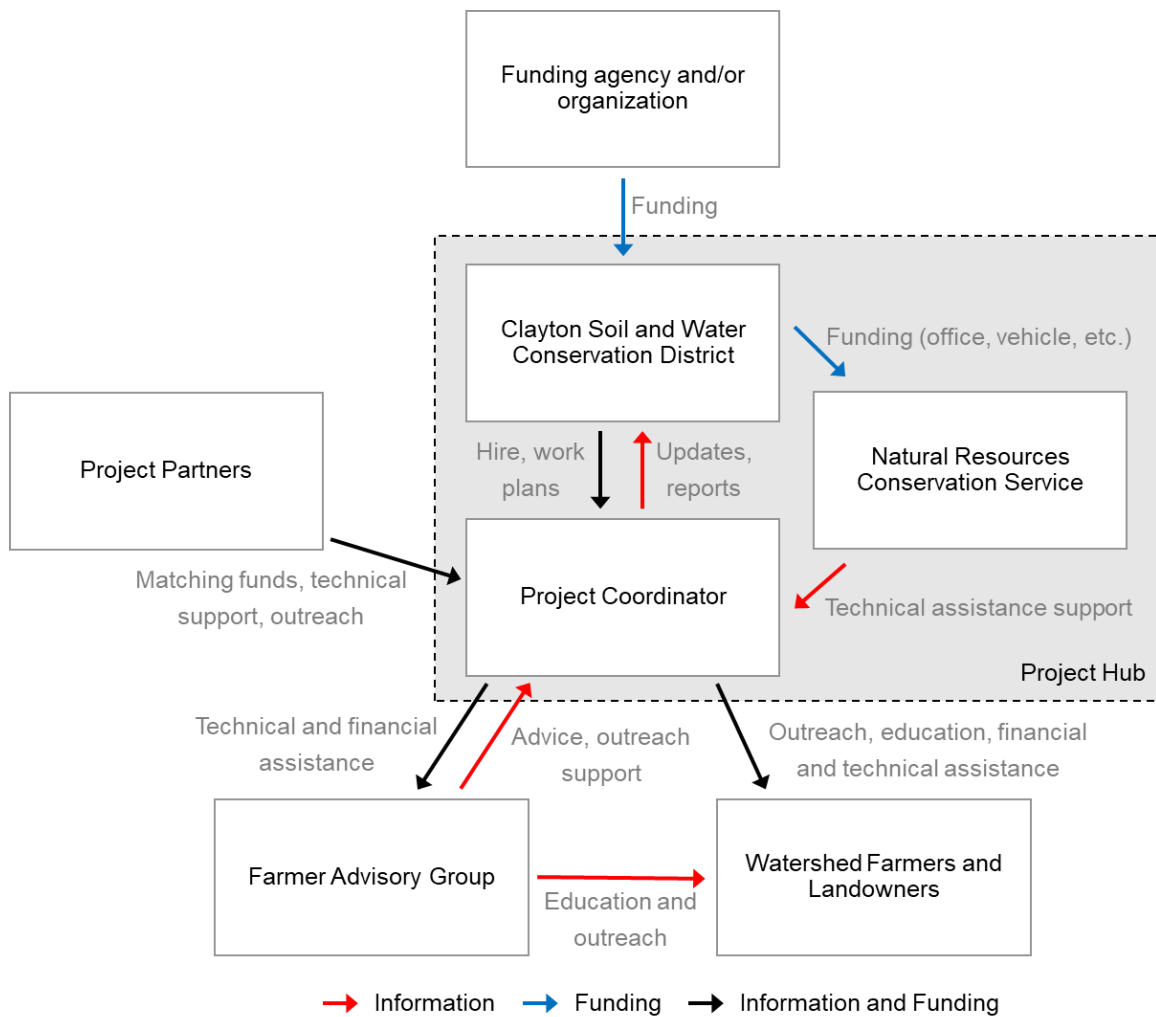 Funding agency and/or
organization
Funding
Clayton Soil and Water
Conservation District
Funding (office, vehicle, etc.)
Project Partners
Hire, work
plans
Updates,
reports
Natural Resources
Conservation Service
Matching funds, technical
support, outreach
Project Coordinator
Technical assistance support
Project Hub
Technical and financial
assistance
Advice, outreach
support
Outreach, education, financial
and technical assistance
Farmer Advisory Group
Education and
outreach
Watershed Farmers and
Landowners
Information
Funding
Information and Funding